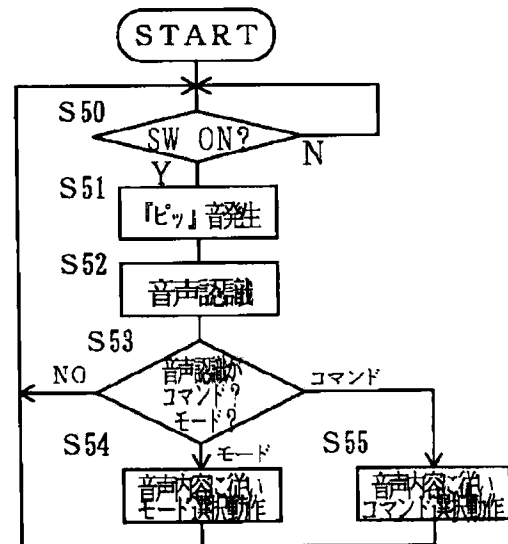 START
S50
SW ON?
N
Y
S51
『ピッ』音発生
S52
音声認識
S53
NO
音声認識が
コマンド?
モード?
コマンド
S54
モード
S55
音声内容に従い
モード選択動作
音声内容に従い
コマンド選択動作